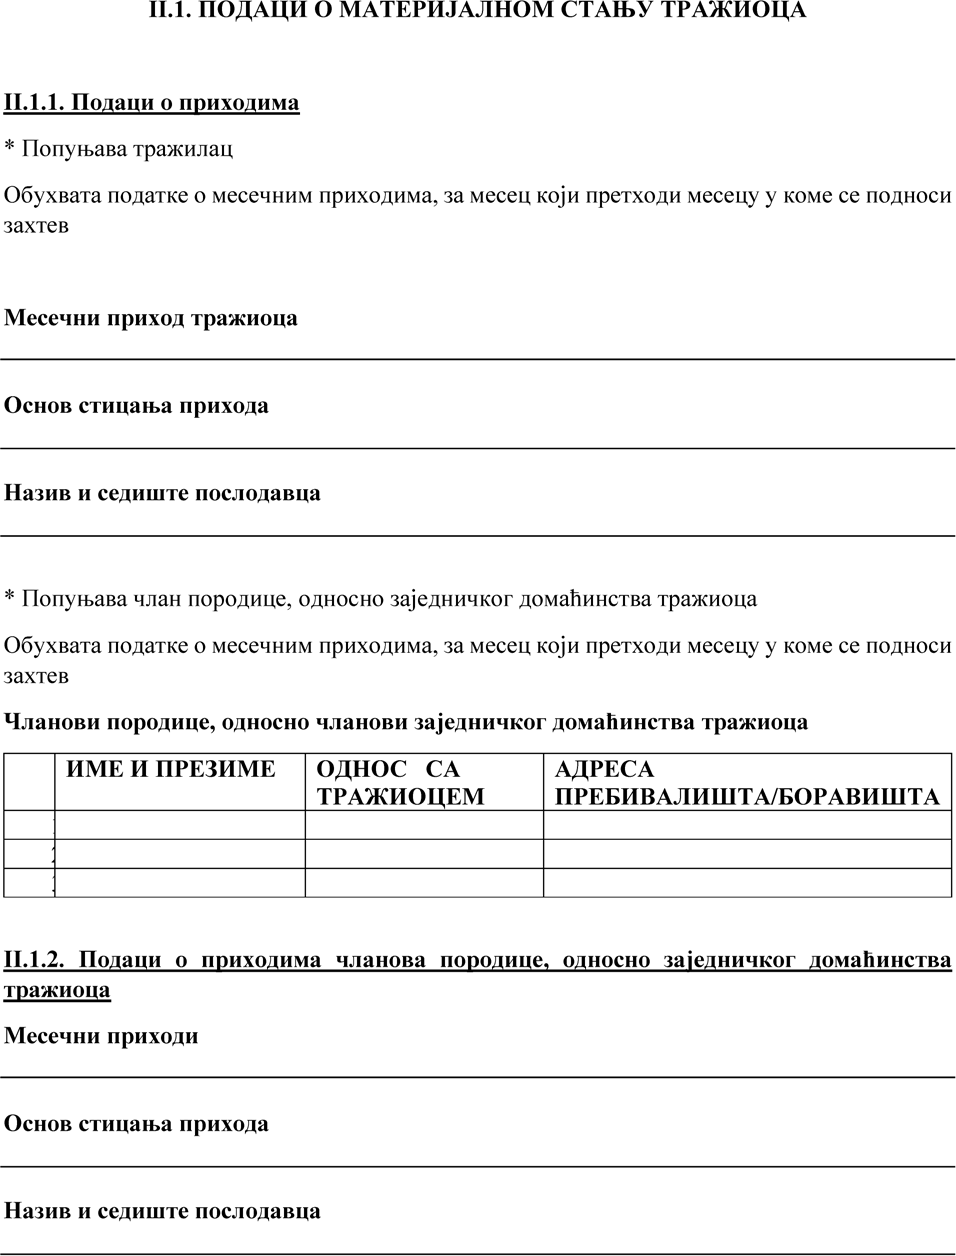 II.1. ПОДАЦИ О МАТЕРИЈАЛНОМ СТАЊУ ТРАЖИОЦА
II.1.1. Подаци о приходима
* Попуњава тражилац
Обухвата податке о месечним приходима, за месец који претходи месецу у коме се подноси
захтев
Месечни приход тражиоца
Основ стицања прихода
Назив и седиште послодавца
* Попуњава члан породице, односно заједничког домаћинства тражиоца
Обухвата податке о месечним приходима, за месец који претходи месецу у коме се подноси
захтев
Чланови породице, односно чланови заједничког домаћинства тражиоца
ИМЕ И ПРЕЗИМЕ
ОДНОС СА
ТРАЖИОЦЕМ
АДРЕСА
ПРЕБИВАЛИШТА/БОРАВИШТА
II.1.2. Подаци о приходима чланова породице, односно заједничког домаћинства
тражиоца
Месечни приходи
Основ стицања прихода
Назив и седиште послодавца